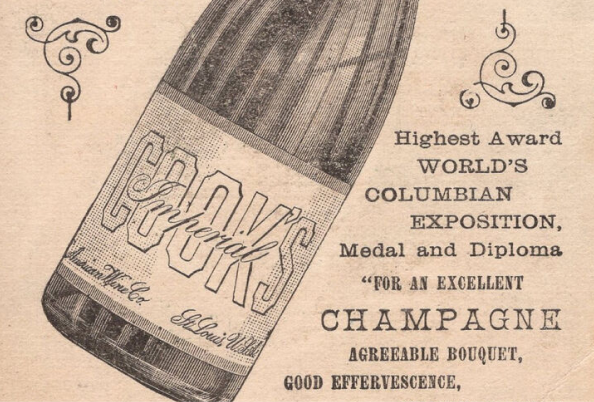 COOK'S
Imperial
American Wine Co.
St. Louis, U.S.A.
Highest Award
WORLD'S
COLUMBIAN
EXPOSITION,
Medal and Diploma
"FOR AN EXCELLENT
CHAMPAGNE
AGREEABLE BOUQUET,
GOOD EFFERVESCENCE,